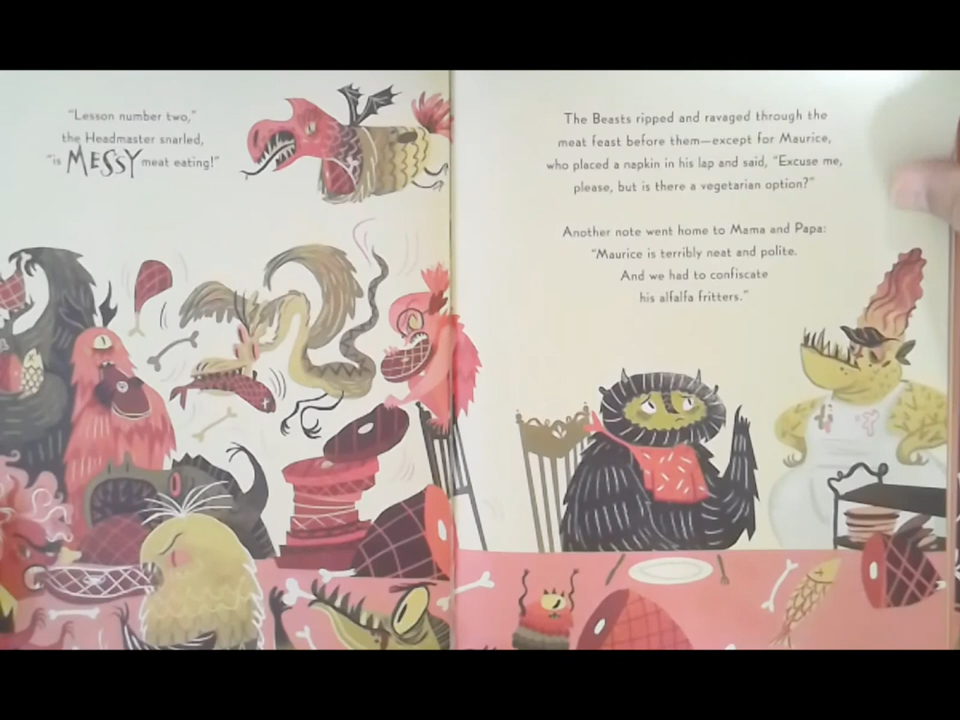 "Lesson number two,"
the Headmaster snarled,
"is MESSY meat eating!"
The Beasts ripped and ravaged through the
meat feast before them—except for Maurice,
who placed a napkin in his lap and said, "Excuse me,
please, but is there a vegetarian option?"
Another note went home to Mama and Papa:
"Maurice is terribly neat and polite.
And we had to confiscate
his alfalfa fritters."